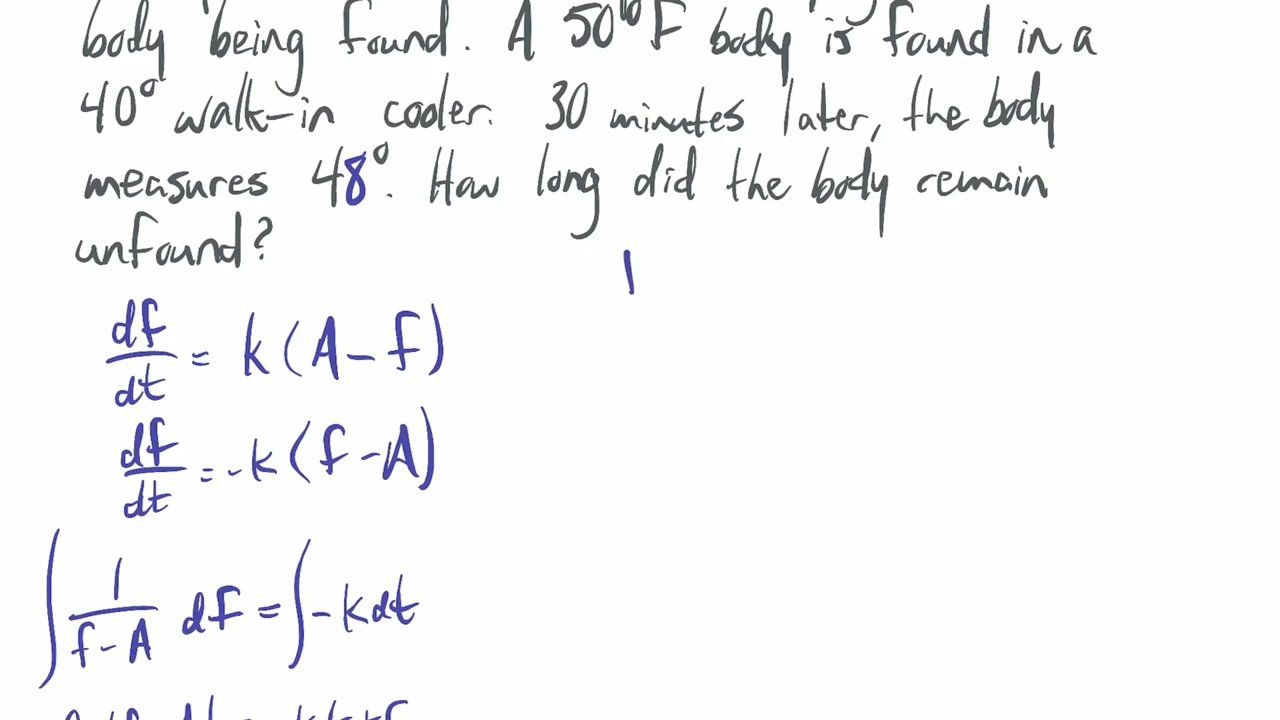 body being found. A 50°F body is found in a
40° walk-in cooler. 30 minutes later, the body
measures 48°. How long did the body remain
unfound?
df/dt = k(A-f)
df/dt = -k(f-A)
∫ 1/(f-A) df = ∫ -k dt